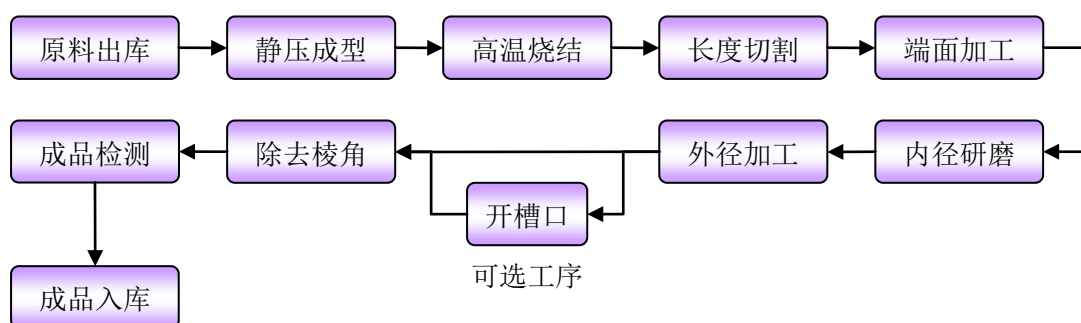 原料出库
静压成型
高温烧结
长度切割
端面加工
成品检测
除去棱角
外径加工
内径研磨
开槽口
可选工序
成品入库